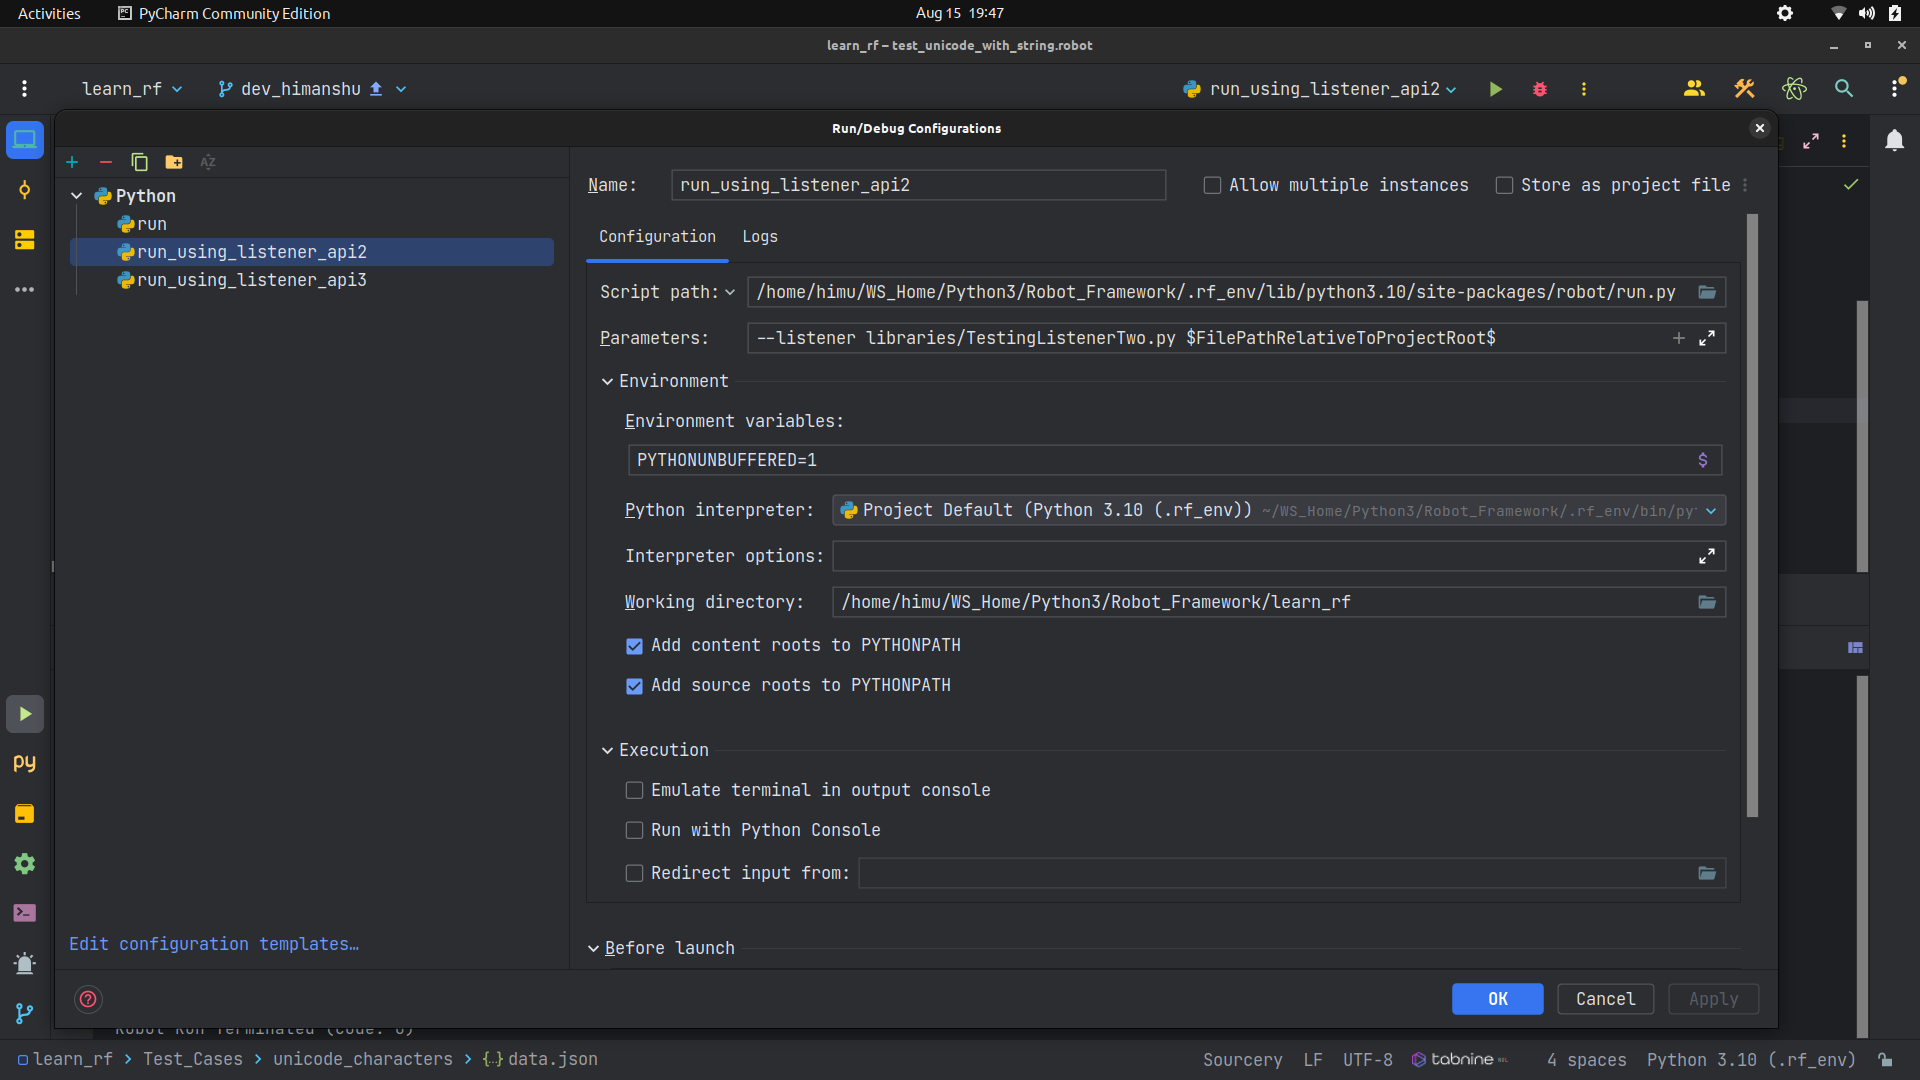 Activities PyCharm Community Edition Aug 15 19:47
learn_rf – test_unicode_with_string.robot
learn_rf dev_himanshu run_using_listener_api2
Run/Debug Configurations
Name: run_using_listener_api2 Allow multiple instances Store as project file
Python
run
run_using_listener_api2
run_using_listener_api3
Configuration Logs
Script path: /home/himu/WS_Home/Python3/Robot_Framework/.rf_env/lib/python3.10/site-packages/robot/run.py
Parameters: --listener libraries/TestingListenerTwo.py $FilePathRelativeToProjectRoot$
Environment
Environment variables:
PYTHONUNBUFFERED=1
Python interpreter: Project Default (Python 3.10 (.rf_env)) ~/WS_Home/Python3/Robot_Framework/.rf_env/bin/py
Interpreter options:
Working directory: /home/himu/WS_Home/Python3/Robot_Framework/learn_rf
Add content roots to PYTHONPATH
Add source roots to PYTHONPATH
Execution
Emulate terminal in output console
Run with Python Console
Redirect input from:
Edit configuration templates…
Before launch
OK Cancel Apply
Robot Run Terminated (code: 0)
learn_rf > Test_Cases > unicode_characters > {..} data.json Sourcery LF UTF-8 tabnine 4 spaces Python 3.10 (.rf_env)